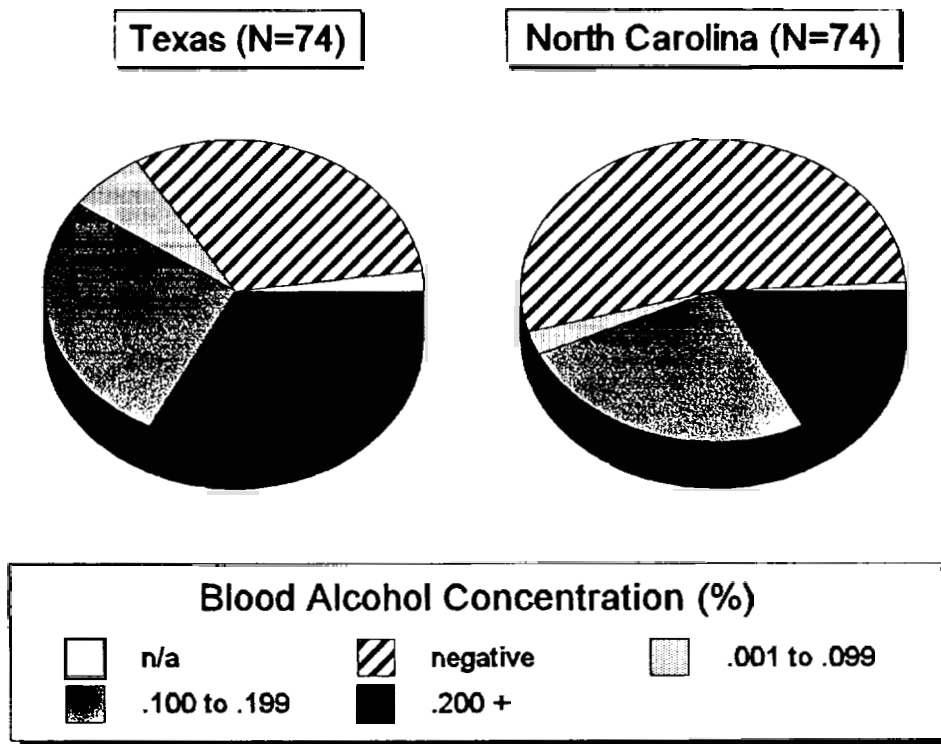 Texas (N=74)
North Carolina (N=74)
Blood Alcohol Concentration (%)
n/a
negative
.001 to .099
.100 to .199
.200 +